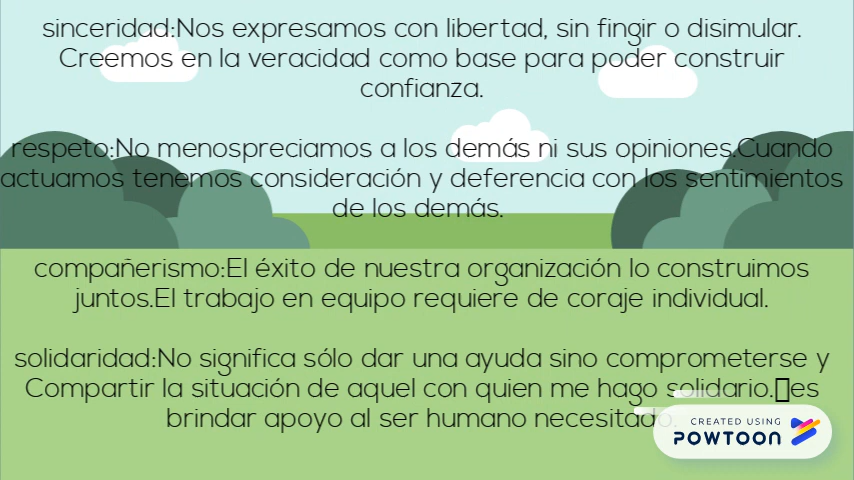 sinceridad:Nos expresamos con libertad, sin fingir o disimular.
Creemos en la veracidad como base para poder construir
confianza.
respeto:No menospreciamos a los demás ni sus opiniones.Cuando
actuamos tenemos consideración y deferencia con los sentimientos
de los demás.
compañerismo:El éxito de nuestra organización lo construimos
juntos.El trabajo en equipo requiere de coraje individual.
solidaridad:No significa sólo dar una ayuda sino comprometerse y
Compartir la situación de aquel con quien me hago solidario.▯es
brindar apoyo al ser humano necesitado.
CREATED USING
POWTOON